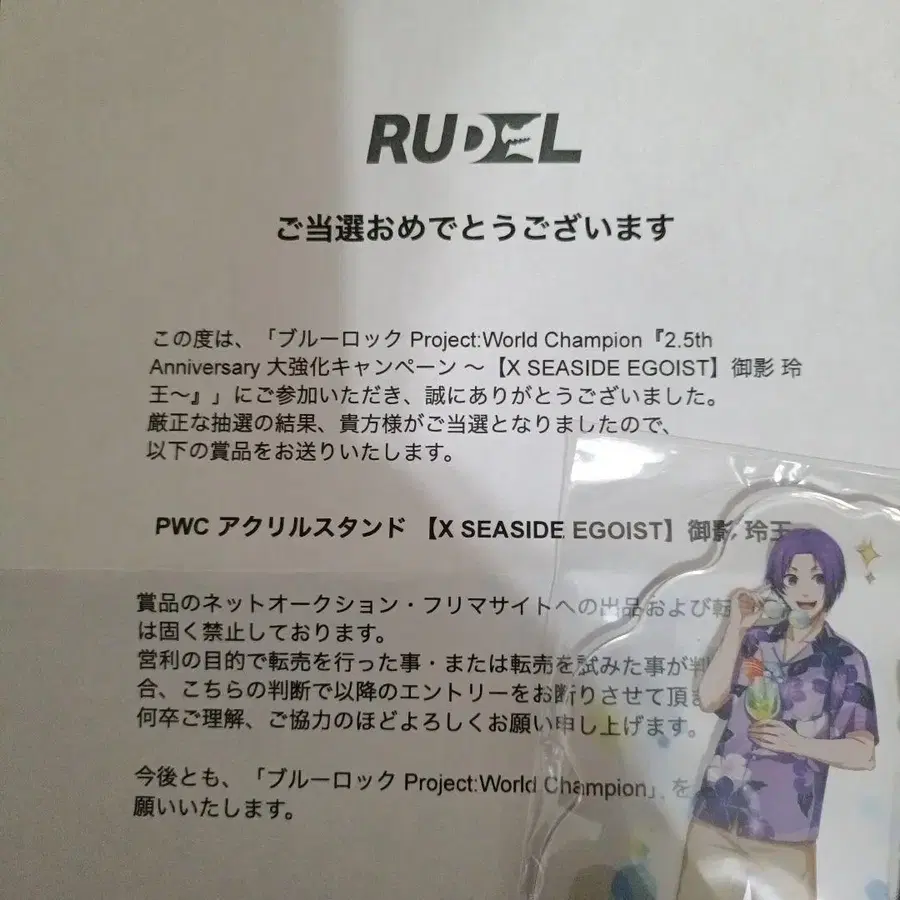 RUDEL
ご当選おめでとうございます
この度は、「ブルーロック Project:World Champion『2.5th
Anniversary 大強化キャンペーン ～【X SEASIDE EGOIST】御影 玲
王～』」にご参加いただき、誠にありがとうございました。
厳正な抽選の結果、貴方様がご当選となりましたので、
以下の賞品をお送りいたします。
PWC アクリルスタンド 【X SEASIDE EGOIST】御影 玲王
賞品のネットオークション・フリマサイトへの出品および転
は固く禁止しております。
営利の目的で転売を行った事・または転売を試みた事が判
合、こちらの判断で以降のエントリーをお断りさせて頂
何卒ご理解、ご協力のほどよろしくお願い申し上げます。
今後とも、「ブルーロック Project:World Champion」を
願いいたします。